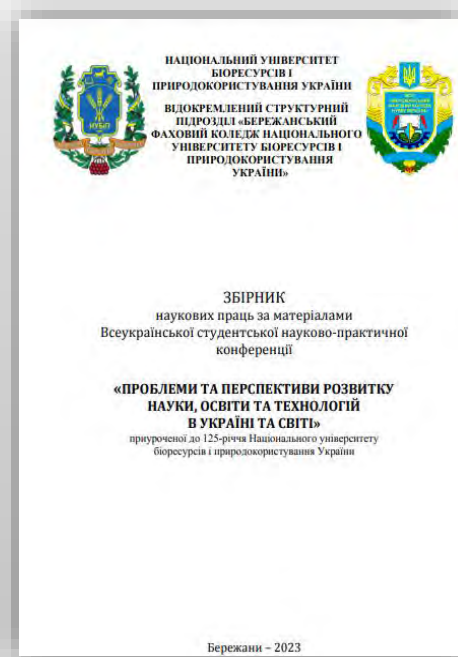 НАЦІОНАЛЬНИЙ УНІВЕРСИТЕТ
БІОРЕСУРСІВ І
ПРИРОДОКОРИСТУВАННЯ УКРАЇНИ
ВІДОКРЕМЛЕНИЙ СТРУКТУРНИЙ
ПІДРОЗДІЛ «БЕРЕЖАНСЬКИЙ
ФАХОВИЙ КОЛЕДЖ НАЦІОНАЛЬНОГО
УНІВЕРСИТЕТУ БІОРЕСУРСІВ І
ПРИРОДОКОРИСТУВАННЯ
УКРАЇНИ»
НУБІП
ЗБІРНИК
наукових праць за матеріалами
Всеукраїнської студентської науково-практичної
конференції
«ПРОБЛЕМИ ТА ПЕРСПЕКТИВИ РОЗВИТКУ
НАУКИ, ОСВІТИ ТА ТЕХНОЛОГІЙ
В УКРАЇНІ ТА СВІТІ»
приуроченої до 125-річчя Національного університету
біоресурсів і природокористування України
Бережани – 2023